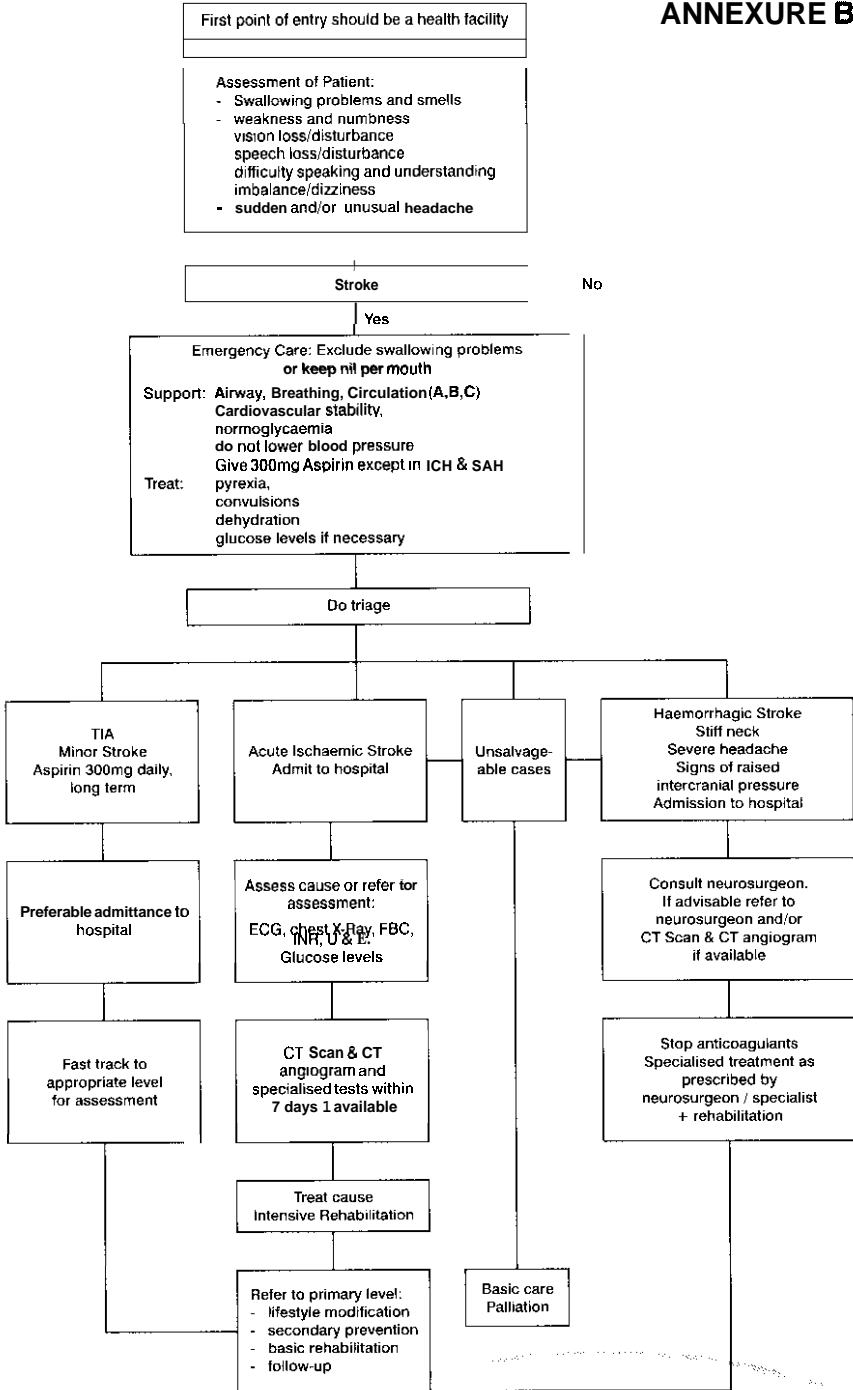 ANNEXURE B
First point of entry should be a health facility
Assessment of Patient:
- Swallowing problems and smells
- weakness and numbness
vision loss/disturbance
speech loss/disturbance
difficulty speaking and understanding
imbalance/dizziness
- sudden and/or unusual headache
Stroke
No
Yes
Emergency Care: Exclude swallowing problems
or keep nil per mouth
Support: Airway, Breathing, Circulation (A,B,C)
Cardiovascular stability,
normoglycaemia
do not lower blood pressure
Give 300mg Aspirin except in ICH & SAH
Treat: pyrexia,
convulsions
dehydration
glucose levels if necessary
Do triage
TIA
Minor Stroke
Aspirin 300mg daily,
long term
Acute Ischaemic Stroke
Admit to hospital
Unsalvage-
able cases
Haemorrhagic Stroke
Stiff neck
Severe headache
Signs of raised
intercranial pressure
Admission to hospital
Preferable admittance to
hospital
Assess cause or refer for
assessment:
ECG, chest X-Ray, FBC,
INR, U & E.
Glucose levels
Consult neurosurgeon.
If advisable refer to
neurosurgeon and/or
CT Scan & CT angiogram
if available
Fast track to
appropriate level
for assessment
CT Scan & CT
angiogram and
specialised tests within
7 days 1 available
Stop anticoagulants
Specialised treatment as
prescribed by
neurosurgeon / specialist
+ rehabilitation
Treat cause
Intensive Rehabilitation
Refer to primary level:
- lifestyle modification
- secondary prevention
- basic rehabilitation
- follow-up
Basic care
Palliation